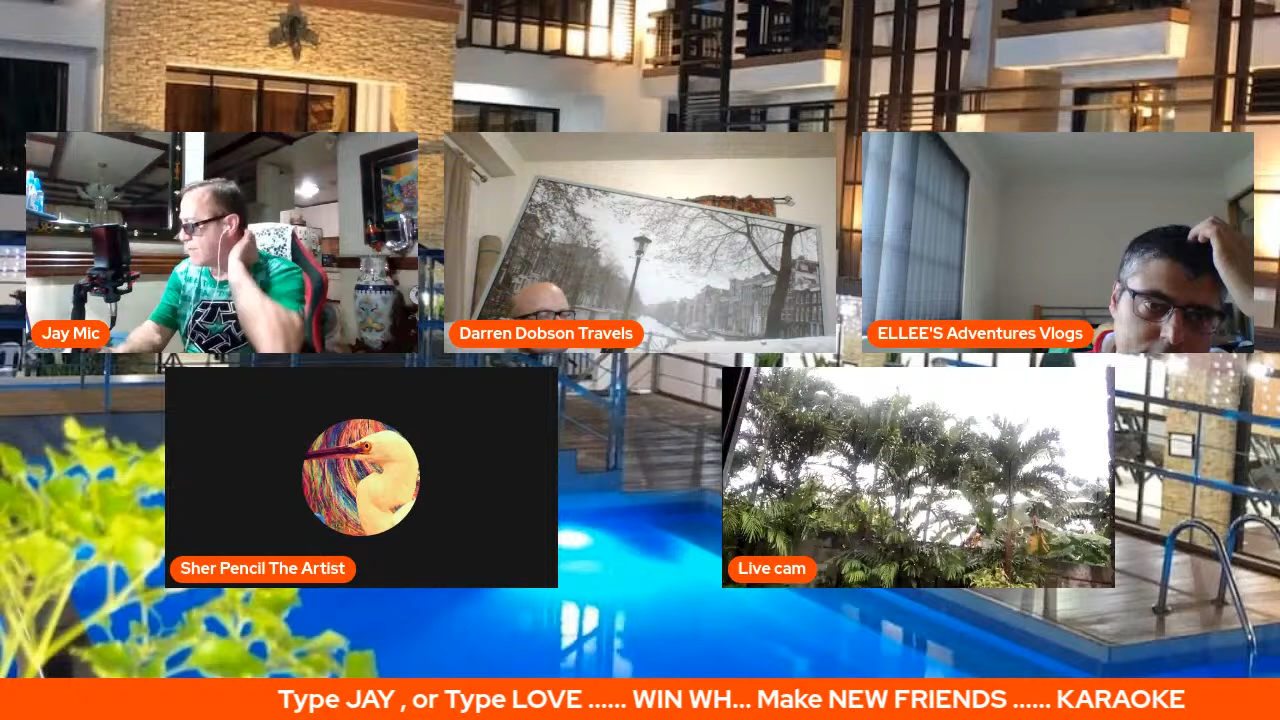 Jay Mic
Darren Dobson Travels
ELLEE'S Adventures Vlogs
Sher Pencil The Artist
Live cam
Type JAY , or Type LOVE ...... WIN WH... Make NEW FRIENDS ...... KARAOKE